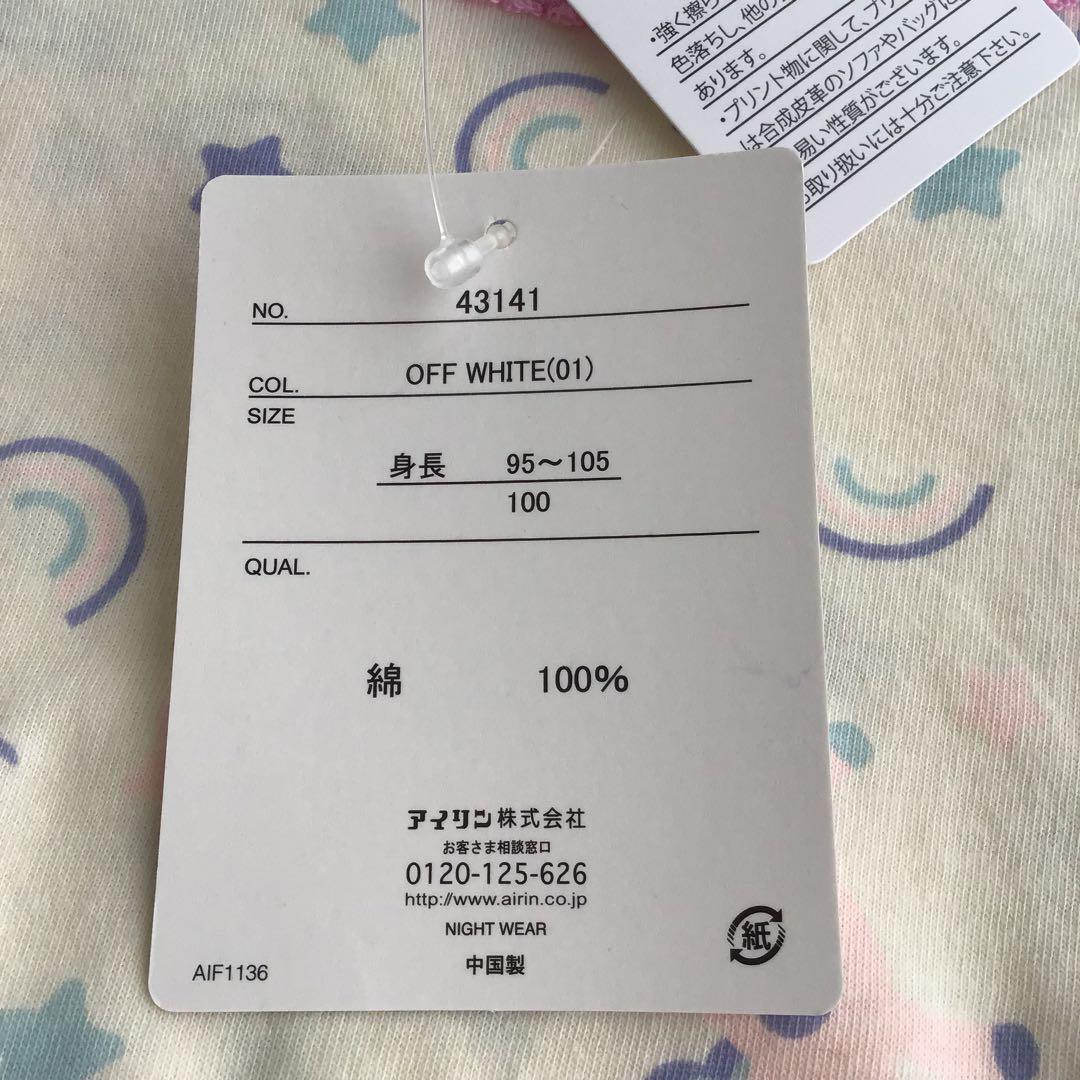 ・強く擦ら
色落ちし、他の
あります。
・プリント物に関して、プリ
は合成皮革のソファやバッグに
易い性質がございます。
お取り扱いには十分ご注意下さい。
NO. 43141
COL. OFF WHITE(01)
SIZE
身長 95〜105
100
QUAL.
綿 100%
アイリン株式会社
お客さま相談窓口
0120-125-626
http://www.airin.co.jp
NIGHT WEAR
中国製
AIF1136
紙